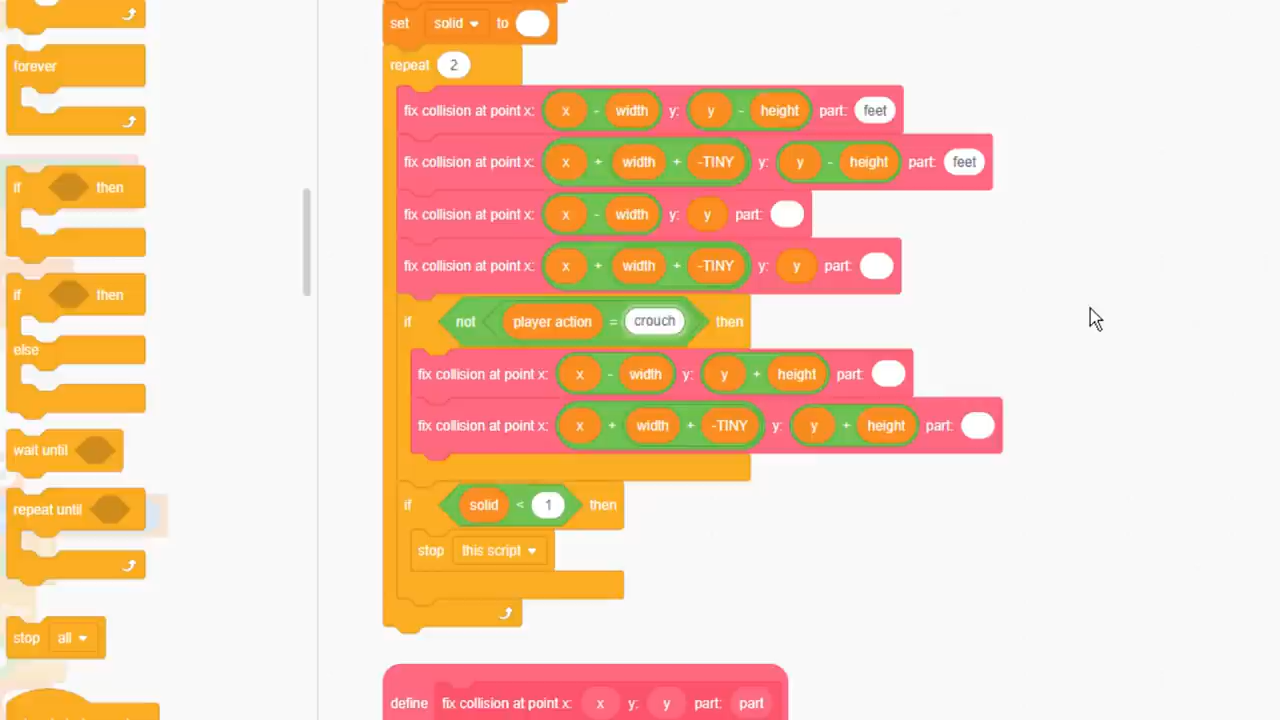 set solid to
repeat 2
forever
fix collision at point x: x - width y: y - height part: feet
fix collision at point x: x + width + -TINY y: y - height part: feet
if then
fix collision at point x: x - width y: y part:
fix collision at point x: x + width + -TINY y: y part:
if then
else
if not player action = crouch then
fix collision at point x: x - width y: y + height part:
fix collision at point x: x + width + -TINY y: y + height part:
wait until
repeat until
if solid < 1 then
stop this script
stop all
define fix collision at point x: x y: y part: part